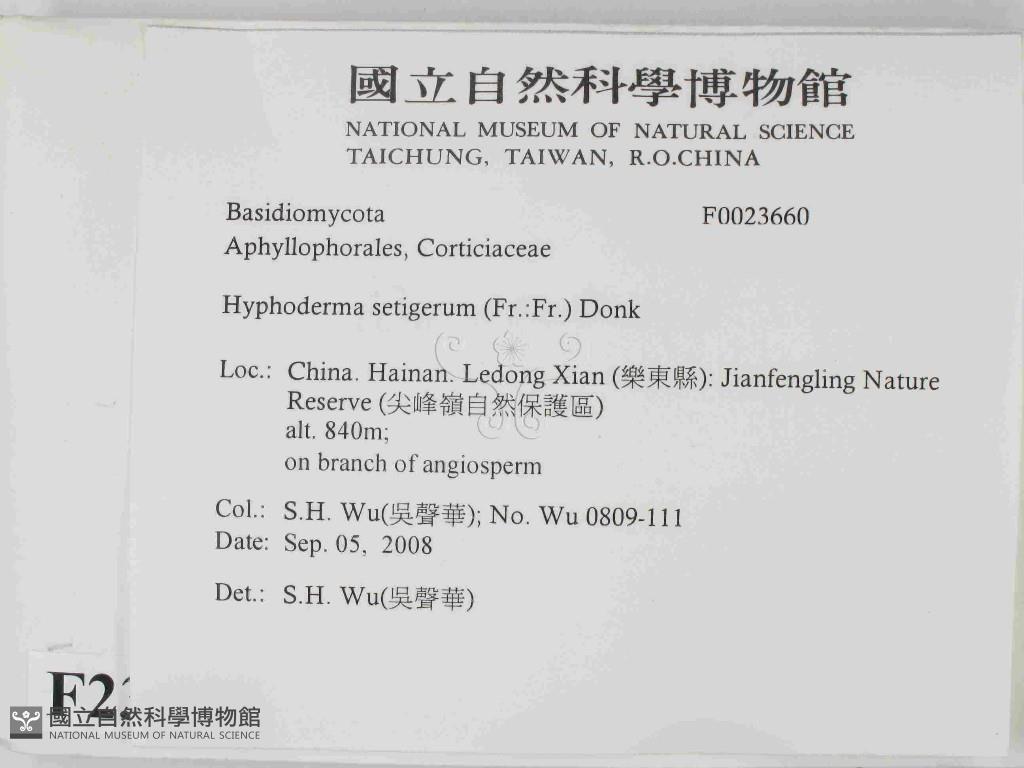 國立自然科學博物館
NATIONAL MUSEUM OF NATURAL SCIENCE
TAICHUNG, TAIWAN, R.O.CHINA
Basidiomycota F0023660
Aphyllophorales, Corticiaceae
Hyphoderma setigerum (Fr.:Fr.) Donk
Loc.: China. Hainan. Ledong Xian (樂東縣): Jianfengling Nature
Reserve (尖峰嶺自然保護區)
alt. 840m;
on branch of angiosperm
Col.: S.H. Wu(吳聲華); No. Wu 0809-111
Date: Sep. 05, 2008
Det.: S.H. Wu(吳聲華)
國立自然科學博物館
NATIONAL MUSEUM OF NATURAL SCIENCE